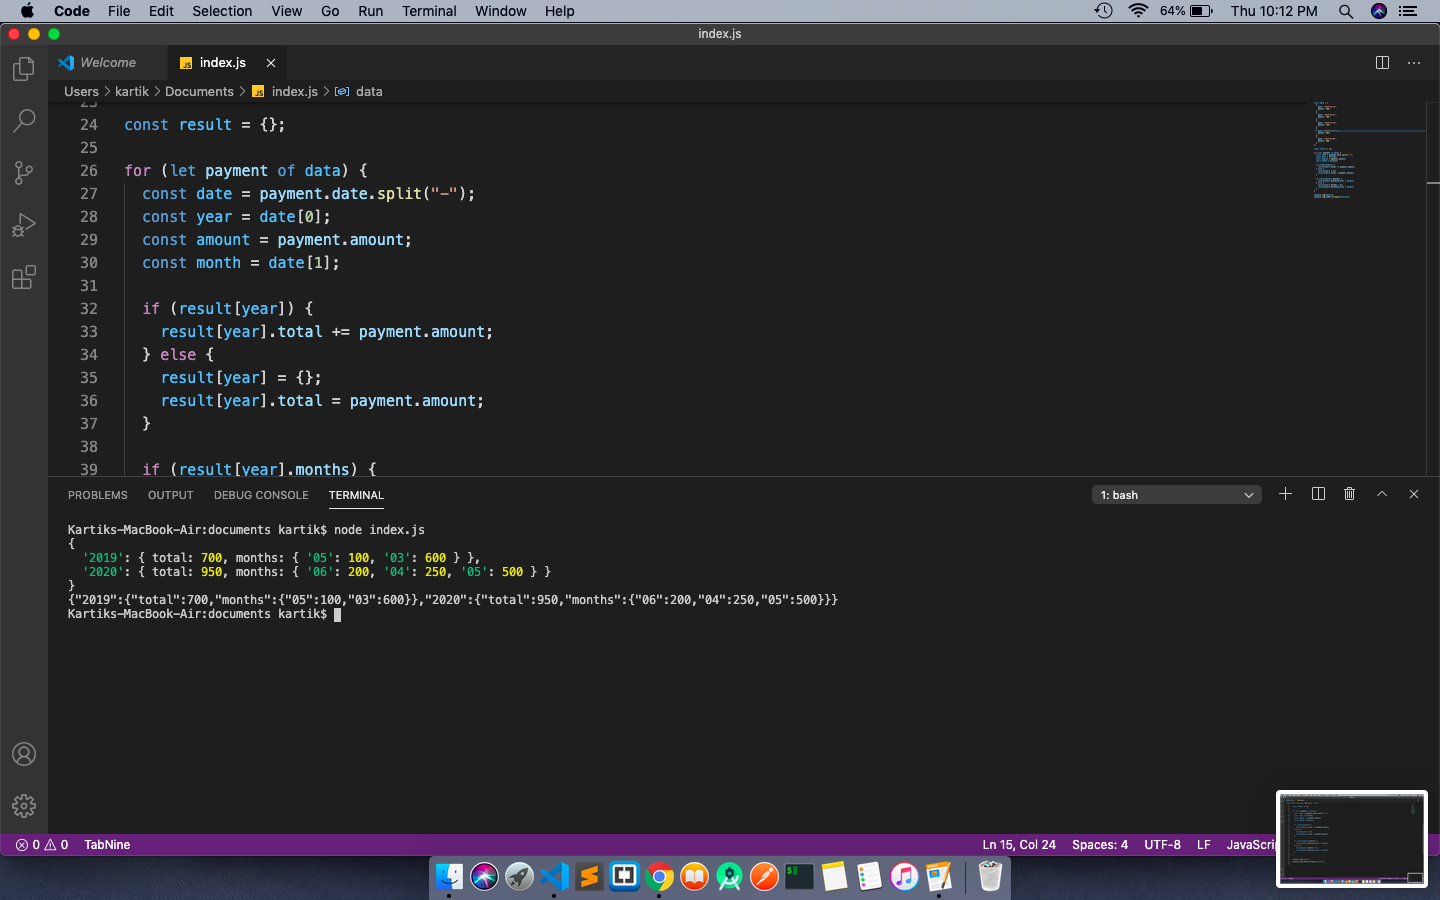 Code File Edit Selection View Go Run Terminal Window Help 64% Thu 10:12 PM
index.js
Welcome JS index.js
Users > kartik > Documents > JS index.js > data
23
24 const result = {};
25
26 for (let payment of data) {
27 const date = payment.date.split("-");
28 const year = date[0];
29 const amount = payment.amount;
30 const month = date[1];
31
32 if (result[year]) {
33 result[year].total += payment.amount;
34 } else {
35 result[year] = {};
36 result[year].total = payment.amount;
37 }
38
39 if (result[year].months) {
PROBLEMS OUTPUT DEBUG CONSOLE TERMINAL 1: bash
Kartiks-MacBook-Air:documents kartik$ node index.js
{
'2019': { total: 700, months: { '05': 100, '03': 600 } },
'2020': { total: 950, months: { '06': 200, '04': 250, '05': 500 } }
}
{"2019":{"total":700,"months":{"05":100,"03":600}},"2020":{"total":950,"months":{"06":200,"04":250,"05":500}}}
Kartiks-MacBook-Air:documents kartik$
0 0 TabNine Ln 15, Col 24 Spaces: 4 UTF-8 LF